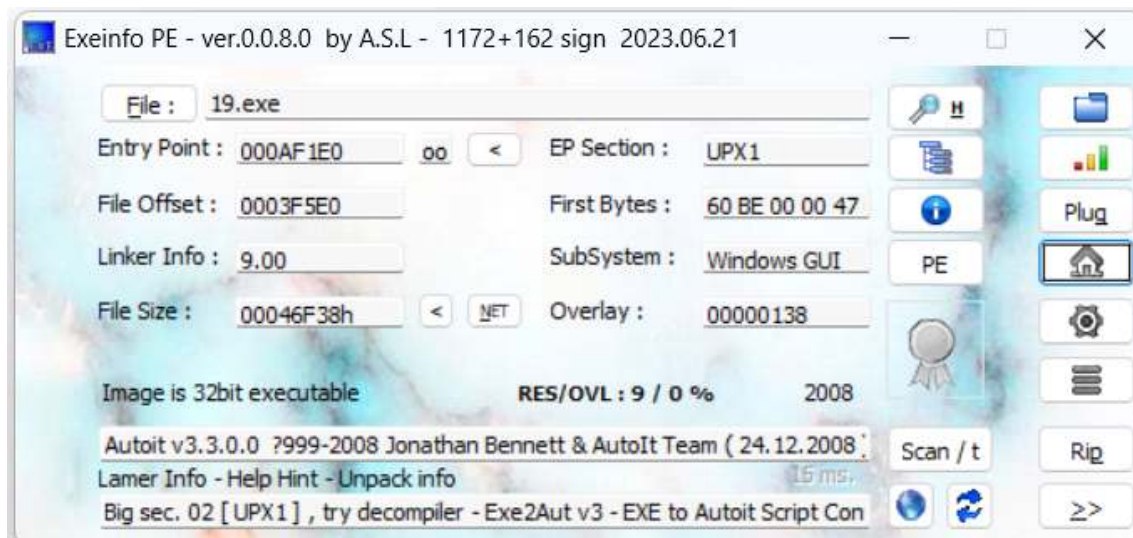 Exeinfo PE - ver.0.0.8.0 by A.S.L - 1172+162 sign 2023.06.21
File : 19.exe H
Entry Point : 000AF1E0 oo < EP Section : UPX1
File Offset : 0003F5E0 First Bytes : 60 BE 00 00 47 Plug
Linker Info : 9.00 SubSystem : Windows GUI PE
File Size : 00046F38h < NET Overlay : 00000138
Image is 32bit executable RES/OVL : 9 / 0 % 2008
Autoit v3.3.0.0 ?999-2008 Jonathan Bennett & AutoIt Team ( 24.12.2008 ) Scan / t Rip
Lamer Info - Help Hint - Unpack info 16 ms.
Big sec. 02 [ UPX1 ] , try decompiler - Exe2Aut v3 - EXE to Autoit Script Con >>